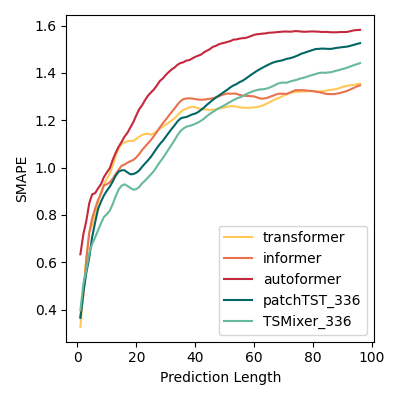 1.6
1.4
1.2
1.0
0.8
0.6
0.4
SMAPE
transformer
informer
autoformer
patchTST_336
TSMixer_336
0 20 40 60 80 100
Prediction Length